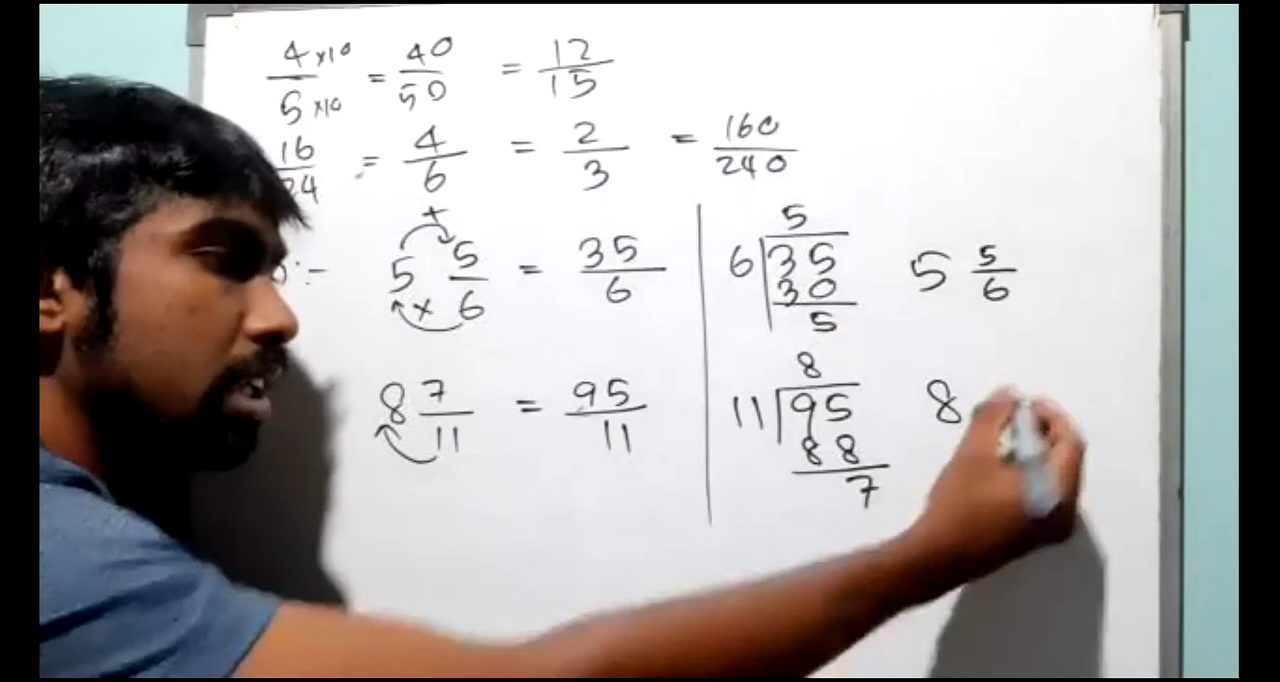 4×10/5×10 = 40/50 = 12/15
16/24 = 4/6 = 2/3 = 160/240
:- 5 5/6 = 35/6
+
×
5
6 35 5 5/6
30
5
8 7/11 = 95/11
8
11 95 8
88
7